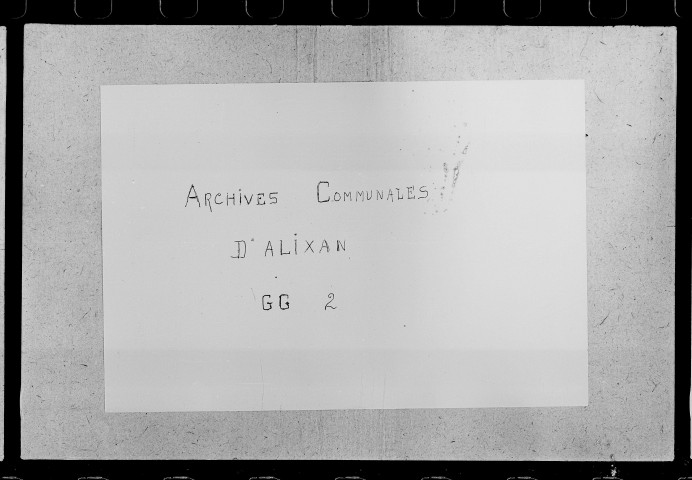 ARCHIVES COMMUNALES
D'ALIXAN
GG 2